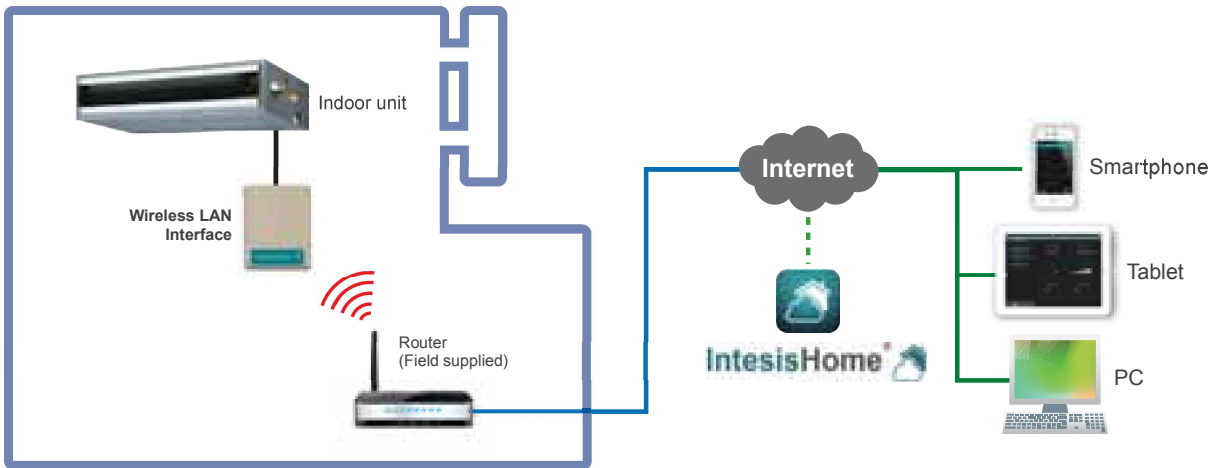 Indoor unit
Wireless LAN
Interface
Router
(Field supplied)
Internet
IntesisHome
Smartphone
Tablet
PC